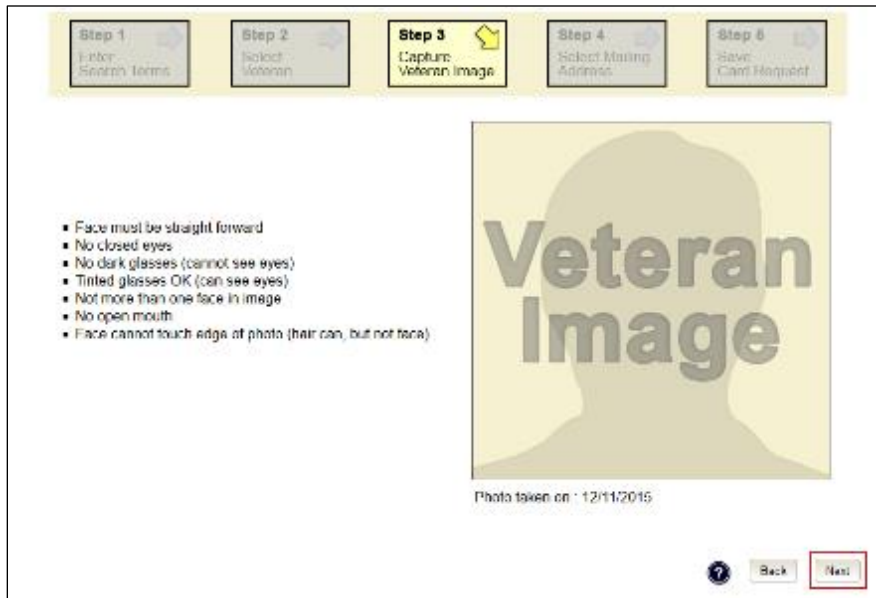 Step 1
Enter
Search Terms
Step 2
Select
Veteran
Step 3
Capture
Veteran Image
Step 4
Select Mailing
Address
Step 5
Save
Card Request
▪ Face must be straight forward
▪ No closed eyes
▪ No dark glasses (cannot see eyes)
▪ Tinted glasses OK (can see eyes)
▪ Not more than one face in image
▪ No open mouth
▪ Face cannot touch edge of photo (hair can, but not face)
Veteran
Image
Photo taken on : 12/11/2015
?
Back
Next